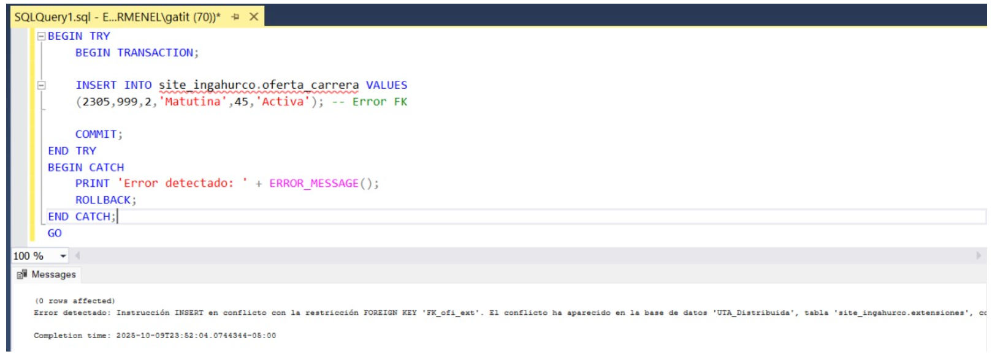 SQLQuery1.sql - E...RMENEL\gatit (70))*
BEGIN TRY
BEGIN TRANSACTION;
INSERT INTO site_ingahurco.oferta_carrera VALUES
(2305,999,2,'Matutina',45,'Activa'); -- Error FK
COMMIT;
END TRY
BEGIN CATCH
PRINT 'Error detectado: ' + ERROR_MESSAGE();
ROLLBACK;
END CATCH;
GO
100 %
Messages
(0 rows affected)
Error detectado: Instrucción INSERT en conflicto con la restricción FOREIGN KEY 'FK_ofi_ext'. El conflicto ha aparecido en la base de datos 'UTA_Distribuida', tabla 'site_ingahurco.extensiones', co
Completion time: 2025-10-09T23:52:04.0744344-05:00